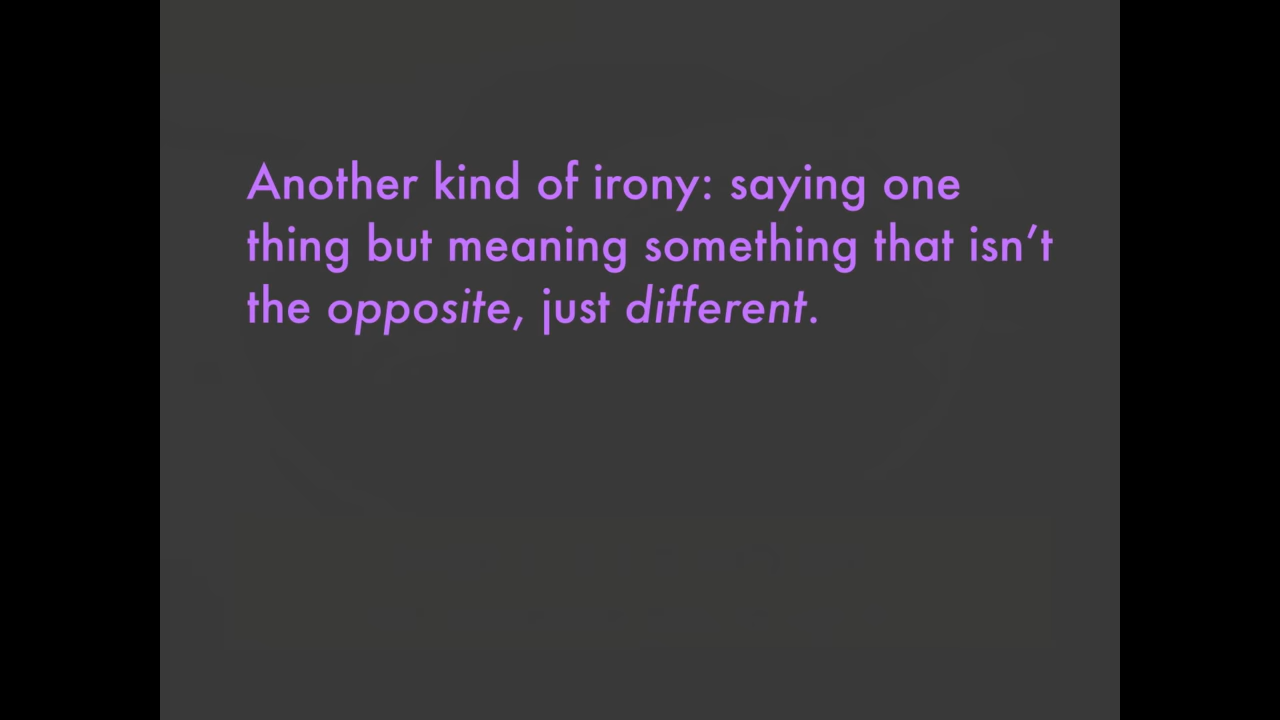 Another kind of irony: saying one
thing but meaning something that isn’t
the opposite, just different.